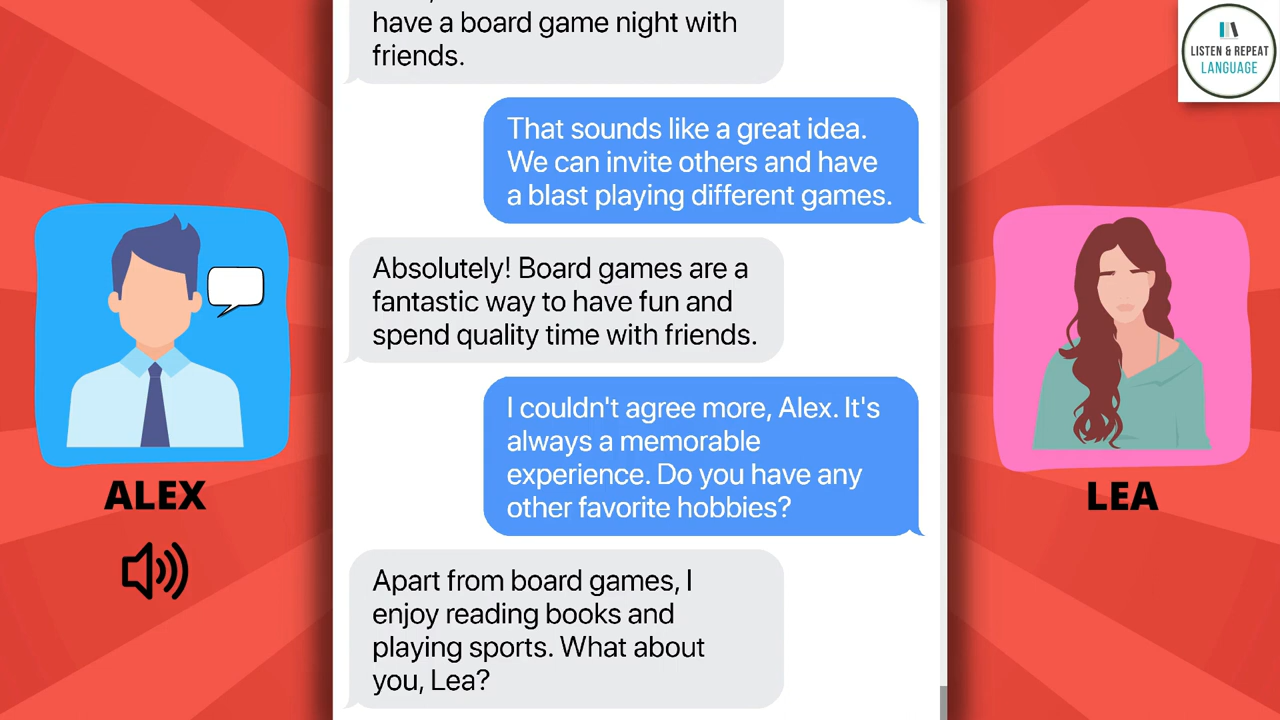 have a board game night with
friends.
That sounds like a great idea.
We can invite others and have
a blast playing different games.
Absolutely! Board games are a
fantastic way to have fun and
spend quality time with friends.
I couldn't agree more, Alex. It's
always a memorable
experience. Do you have any
other favorite hobbies?
Apart from board games, I
enjoy reading books and
playing sports. What about
you, Lea?
ALEX
LEA
LISTEN & REPEAT
LANGUAGE